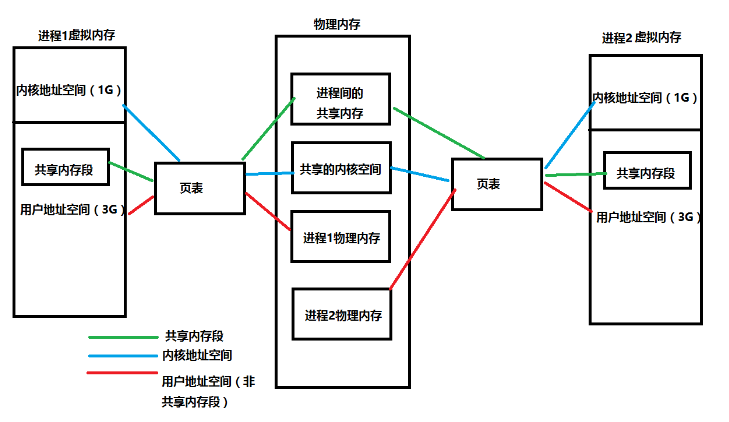 进程1虚拟内存
物理内存
进程2 虚拟内存
内核地址空间（1G）
进程间的
共享内存
内核地址空间（1G）
共享内存段
页表
共享的内核空间
页表
共享内存段
用户地址空间（3G）
用户地址空间（3G）
进程1物理内存
进程2物理内存
共享内存段
内核地址空间
用户地址空间（非
共享内存段）